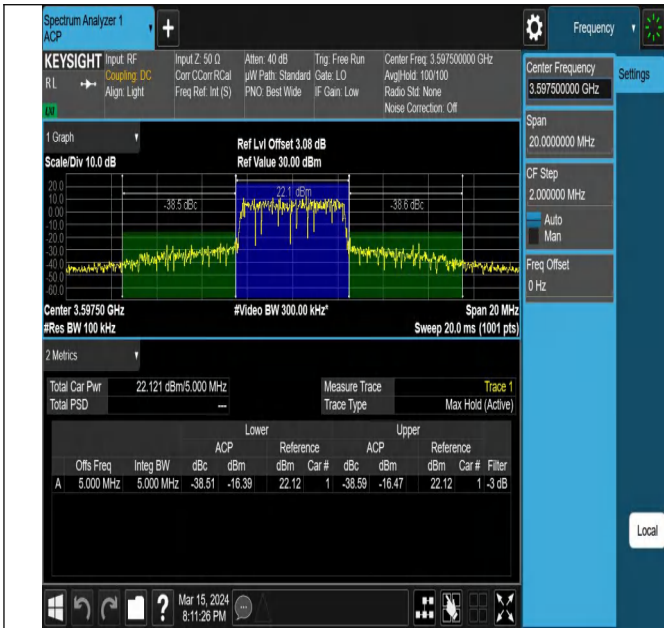 Spectrum Analyzer 1
ACP
Frequency
KEYSIGHT
RL
LXI
Input: RF
Coupling: DC
Align: Light
Input Z: 50 Ω
Corr CCorr RCal
Freq Ref: Int (S)
Atten: 40 dB
µW Path: Standard
PNO: Best Wide
Trig: Free Run
Gate: LO
IF Gain: Low
Center Freq: 3.597500000 GHz
Avg|Hold: 100/100
Radio Std: None
Noise Correction: Off
Center Frequency
3.597500000 GHz
Settings
Span
20.0000000 MHz
CF Step
2.000000 MHz
Auto
Man
Freq Offset
0 Hz
Local
1 Graph
Scale/Div 10.0 dB
Ref Lvl Offset 3.08 dB
Ref Value 30.00 dBm
20.0
10.0
0.00
-10.0
-20.0
-30.0
-40.0
-50.0
-60.0
-38.5 dBc
22.1 dBm
-38.6 dBc
Center 3.59750 GHz
#Video BW 300.00 kHz*
Span 20 MHz
#Res BW 100 kHz
Sweep 20.0 ms (1001 pts)
2 Metrics
Total Car Pwr 22.121 dBm/5.000 MHz
Total PSD ---
Measure Trace Trace 1
Trace Type Max Hold (Active)
Lower Upper
ACP Reference ACP Reference
Offs Freq Integ BW dBc dBm dBm Car # dBc dBm dBm Car # Filter
A 5.000 MHz 5.000 MHz -38.51 -16.39 22.12 1 -38.59 -16.47 22.12 1 -3 dB
?
Mar 15, 2024
8:11:26 PM